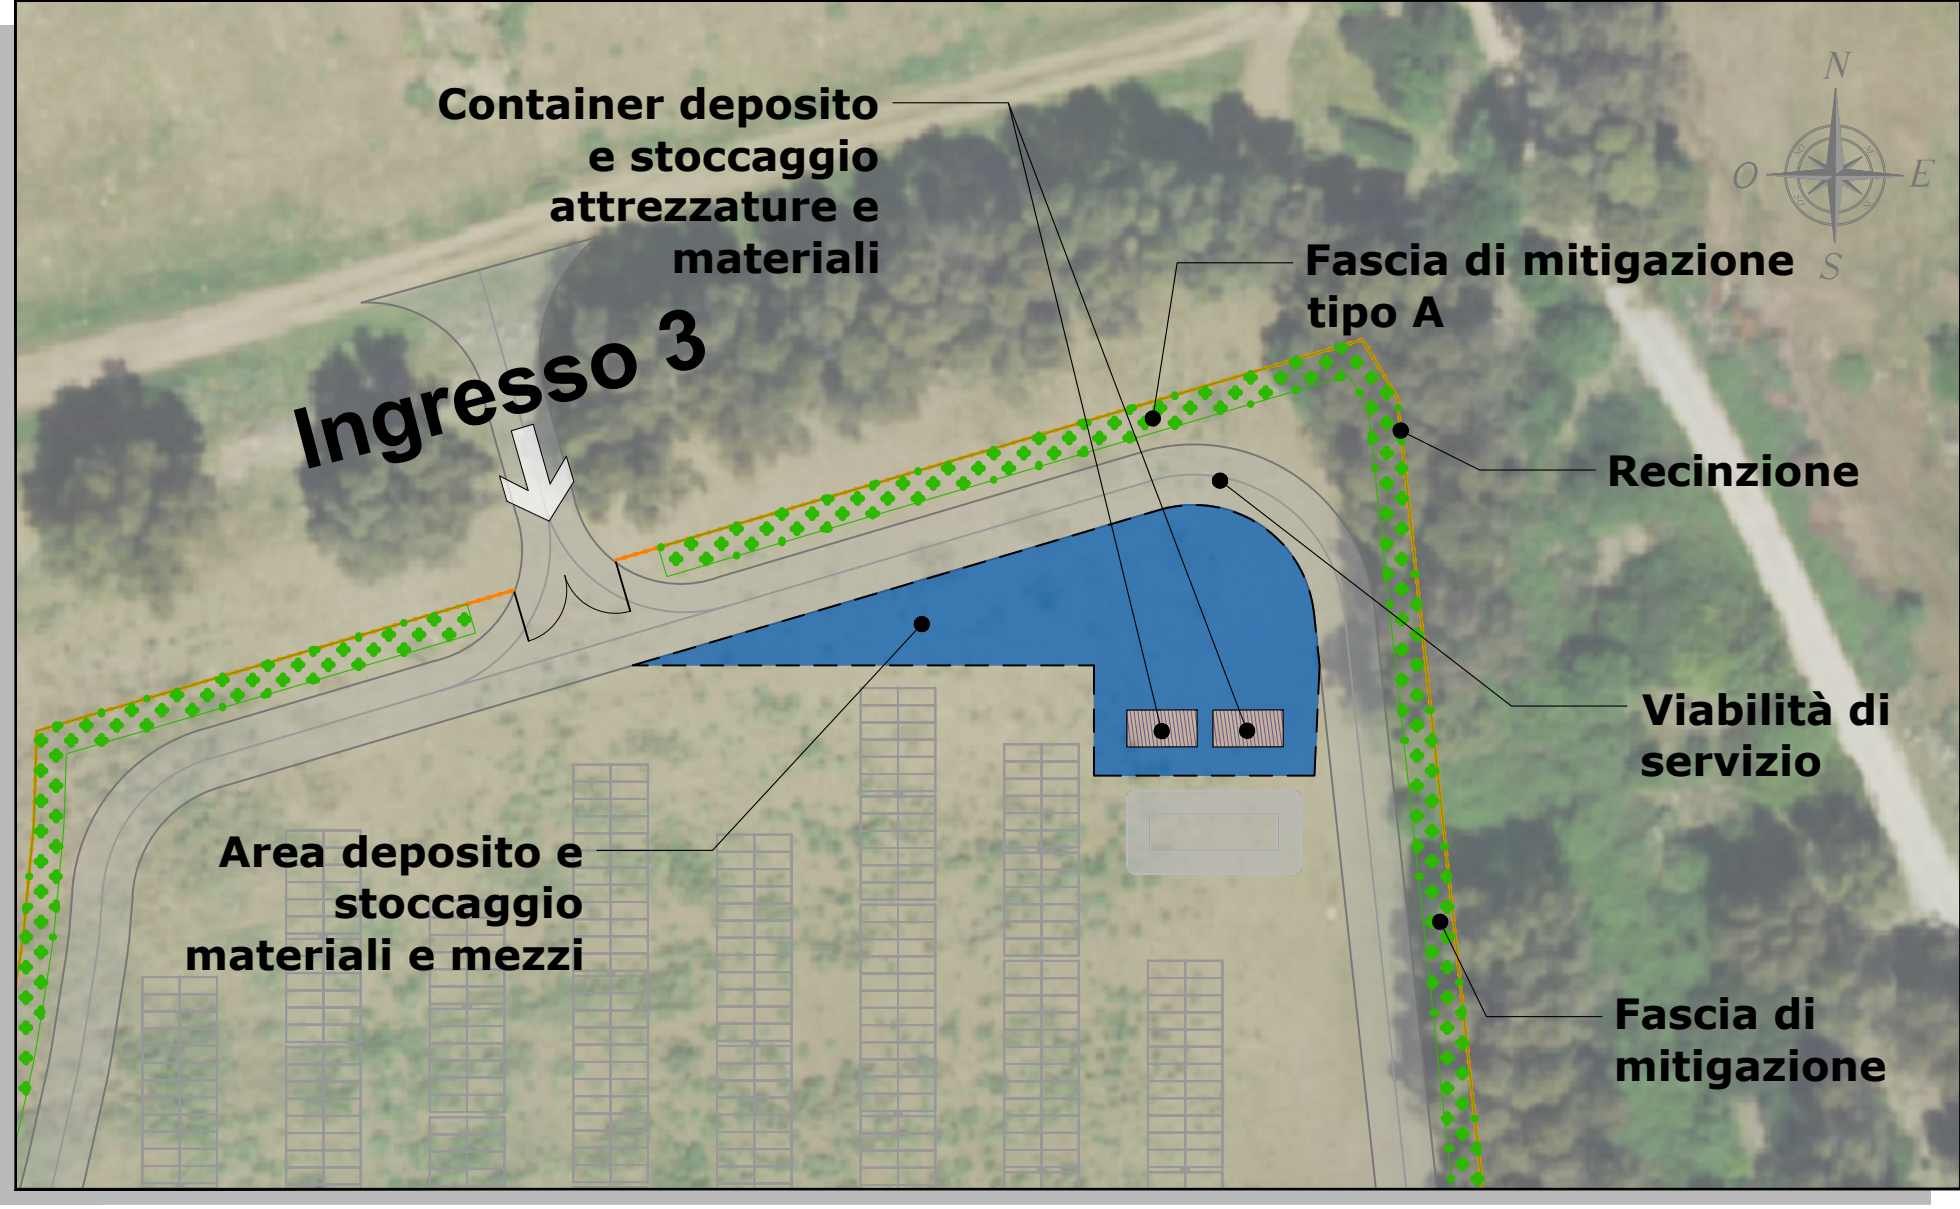 Container deposito
e stoccaggio
attrezzature e
materiali
N
O
E
S
Fascia di mitigazione
tipo A
Ingresso 3
Recinzione
Viabilità di
servizio
Area deposito e
stoccaggio
materiali e mezzi
Fascia di
mitigazione